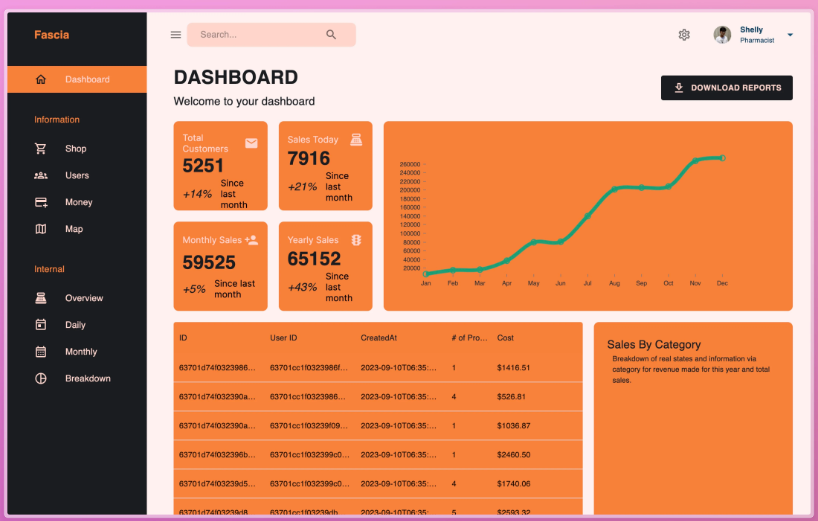 Fascia
Search...
Shelly
Pharmacist
Dashboard
DASHBOARD
Welcome to your dashboard
DOWNLOAD REPORTS
Information
Shop
Users
Money
Map
Internal
Overview
Daily
Monthly
Breakdown
Total
Customers
5251
+14%
Since
last
month
Sales Today
7916
+21%
Since
last
month
Monthly Sales
59525
+5%
Since last
month
Yearly Sales
65152
+43%
Since
last
month
260000
240000
220000
200000
180000
160000
140000
120000
100000
80000
60000
40000
20000
Jan Feb Mar Apr May Jun Jul Aug Sep Oct Nov Dec
ID User ID CreatedAt # of Pro... Cost
63701d74f0323986... 63701cc1f0323986f... 2023-09-10T06:35:... 1 $1416.51
63701d74f032390a... 63701cc1f0323986... 2023-09-10T06:35:... 4 $526.81
63701d74f032390a... 63701cc1f03239f09... 2023-09-10T06:35:... 1 $1036.87
63701d74f032396b... 63701cc1f032399c0... 2023-09-10T06:35:... 1 $2460.50
63701d74f03239d5... 63701cc1f032399c0... 2023-09-10T06:35:... 4 $1740.06
63701d74f03239d8... 63701cc1f03239db... 2023-09-10T06:35:... 5 $2593.32
Sales By Category
Breakdown of real states and information via
category for revenue made for this year and total
sales.